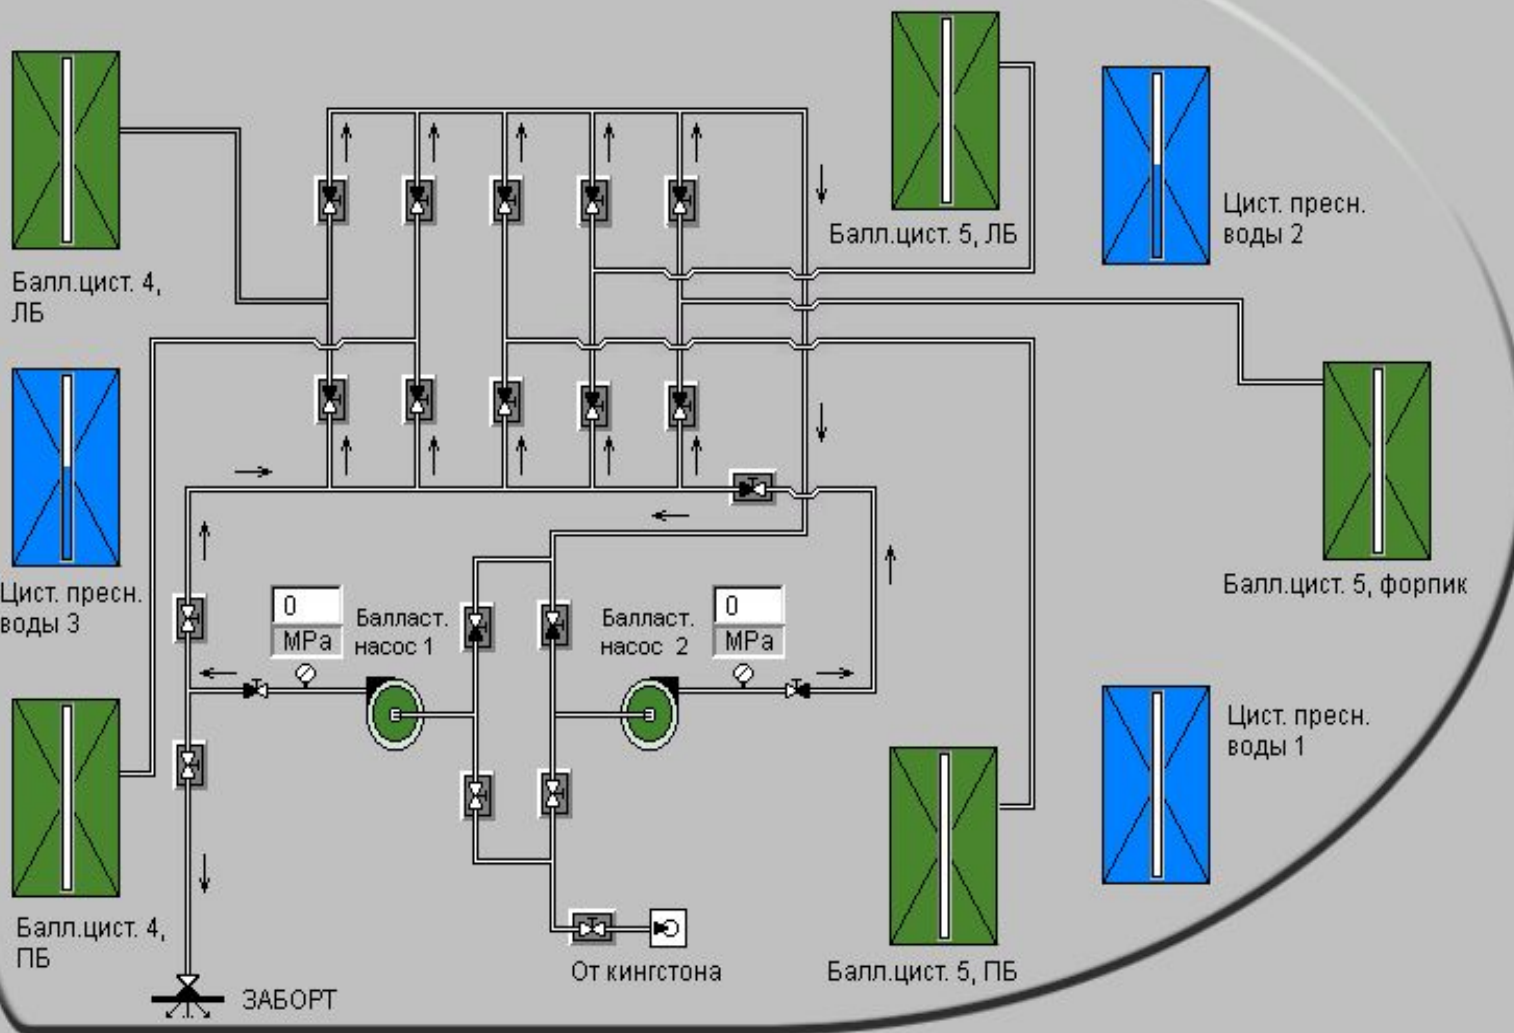 Балл.цист. 4,
ЛБ
Балл.цист. 5, ЛБ
Цист. пресн.
воды 2
Цист. пресн.
воды 3
0
MPa
Балласт.
насос 1
Балласт.
насос 2
0
MPa
Балл.цист. 5, форпик
Цист. пресн.
воды 1
Балл.цист. 4,
ПБ
От кингстона
Балл.цист. 5, ПБ
ЗАБОРТ